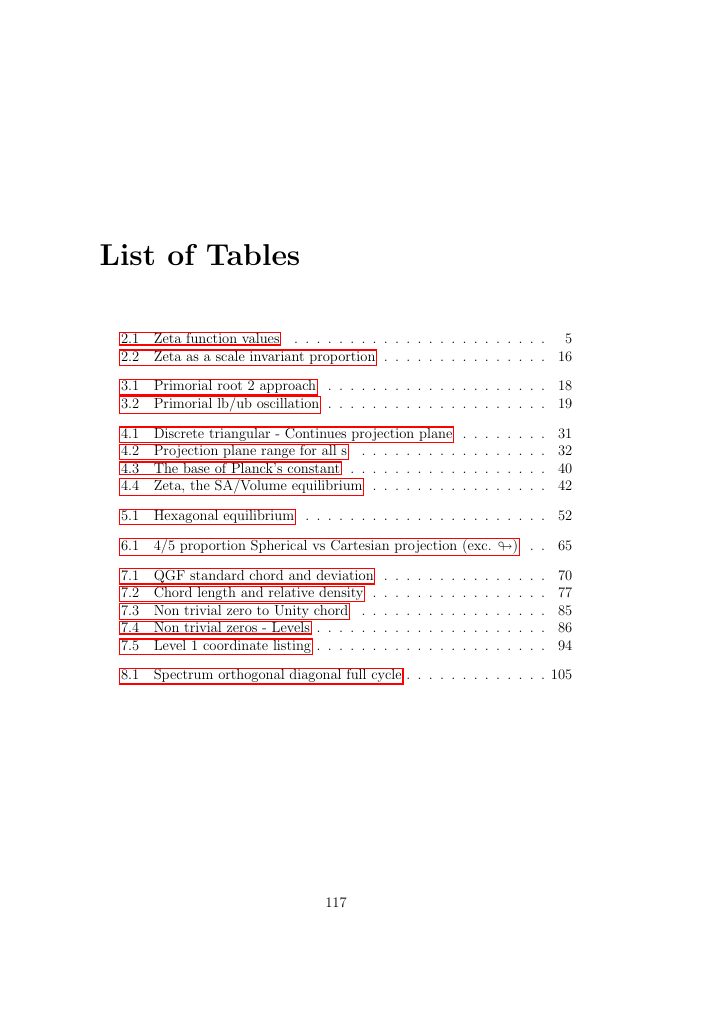 List of Tables
2.1 Zeta function values . . . . . . . . . . . . . . . . . . . . . . . 5
2.2 Zeta as a scale invariant proportion . . . . . . . . . . . . . . . 16
3.1 Primorial root 2 approach . . . . . . . . . . . . . . . . . . . . 18
3.2 Primorial lb/ub oscillation . . . . . . . . . . . . . . . . . . . . 19
4.1 Discrete triangular - Continues projection plane . . . . . . . . 31
4.2 Projection plane range for all s . . . . . . . . . . . . . . . . . 32
4.3 The base of Planck's constant . . . . . . . . . . . . . . . . . . 40
4.4 Zeta, the SA/Volume equilibrium . . . . . . . . . . . . . . . . 42
5.1 Hexagonal equilibrium . . . . . . . . . . . . . . . . . . . . . . 52
6.1 4/5 proportion Spherical vs Cartesian projection (exc. ↬) . . 65
7.1 QGF standard chord and deviation . . . . . . . . . . . . . . . 70
7.2 Chord length and relative density . . . . . . . . . . . . . . . . 77
7.3 Non trivial zero to Unity chord . . . . . . . . . . . . . . . . . 85
7.4 Non trivial zeros - Levels . . . . . . . . . . . . . . . . . . . . . 86
7.5 Level 1 coordinate listing . . . . . . . . . . . . . . . . . . . . . 94
8.1 Spectrum orthogonal diagonal full cycle . . . . . . . . . . . . . 105
117